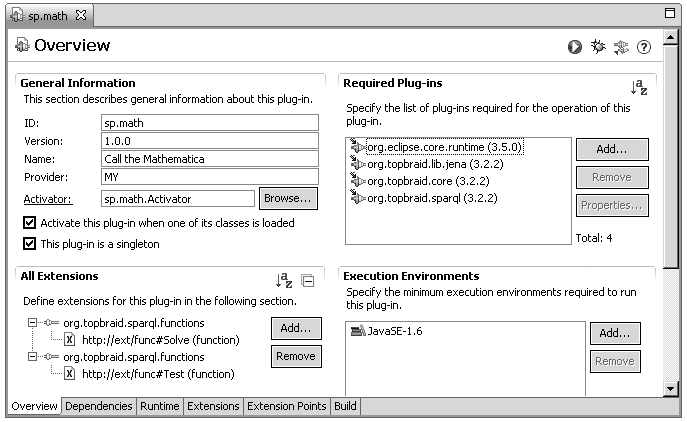 sp.math
Overview
General Information
This section describes general information about this plug-in.
ID: sp.math
Version: 1.0.0
Name: Call the Mathematica
Provider: MY
Activator: sp.math.Activator Browse...
Activate this plug-in when one of its classes is loaded
This plug-in is a singleton
Required Plug-ins
Specify the list of plug-ins required for the operation of this
plug-in.
org.eclipse.core.runtime (3.5.0)
org.topbraid.lib.jena (3.2.2)
org.topbraid.core (3.2.2)
org.topbraid.sparql (3.2.2)
Add...
Remove
Properties...
Total: 4
All Extensions
Define extensions for this plug-in in the following section.
org.topbraid.sparql.functions
http://ext/func#Solve (function)
org.topbraid.sparql.functions
http://ext/func#Test (function)
Add...
Remove
Execution Environments
Specify the minimum execution environments required to run
this plug-in.
JavaSE-1.6
Add...
Remove
Overview Dependencies Runtime Extensions Extension Points Build